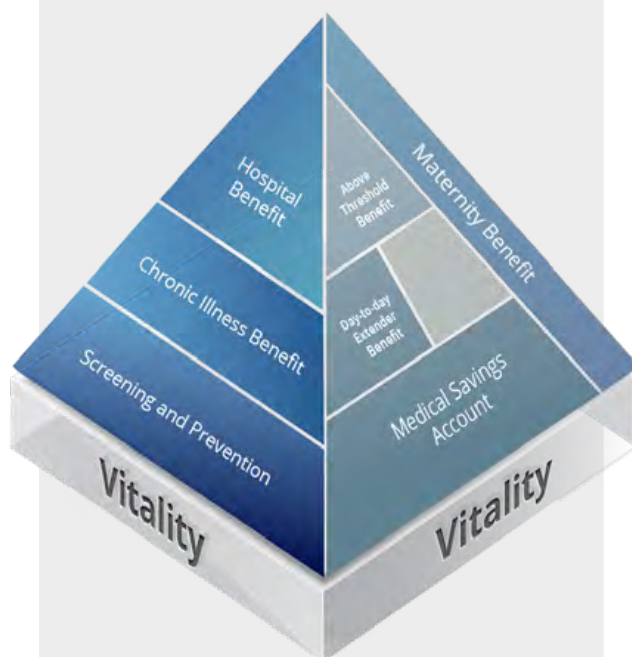 Hospital
Benefit
Chronic Illness Benefit
Screening and Prevention
Maternity Benefit
Above
Threshold
Benefit
Day-to-day
Extender
Benefit
Medical Savings
Account
Vitality
Vitality